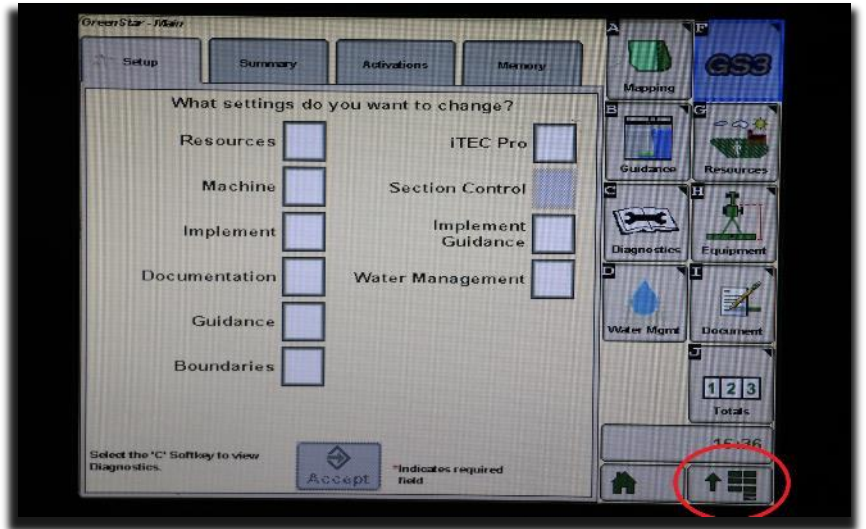 GreenStar - Main
Setup
Summary
Activations
Memory
What settings do you want to change?
Resources
Machine
Implement
Documentation
Guidance
Boundaries
iTEC Pro
Section Control
Implement
Guidance
Water Management
Select the 'C' Softkey to view
Diagnostics.
Accept
*Indicates required
field
A
Mapping
F
GS3
B
Guidance
G
Resources
C
Diagnostics
H
Equipment
D
Water Mgmt
I
Document
J
1 2 3
Totals
15:36